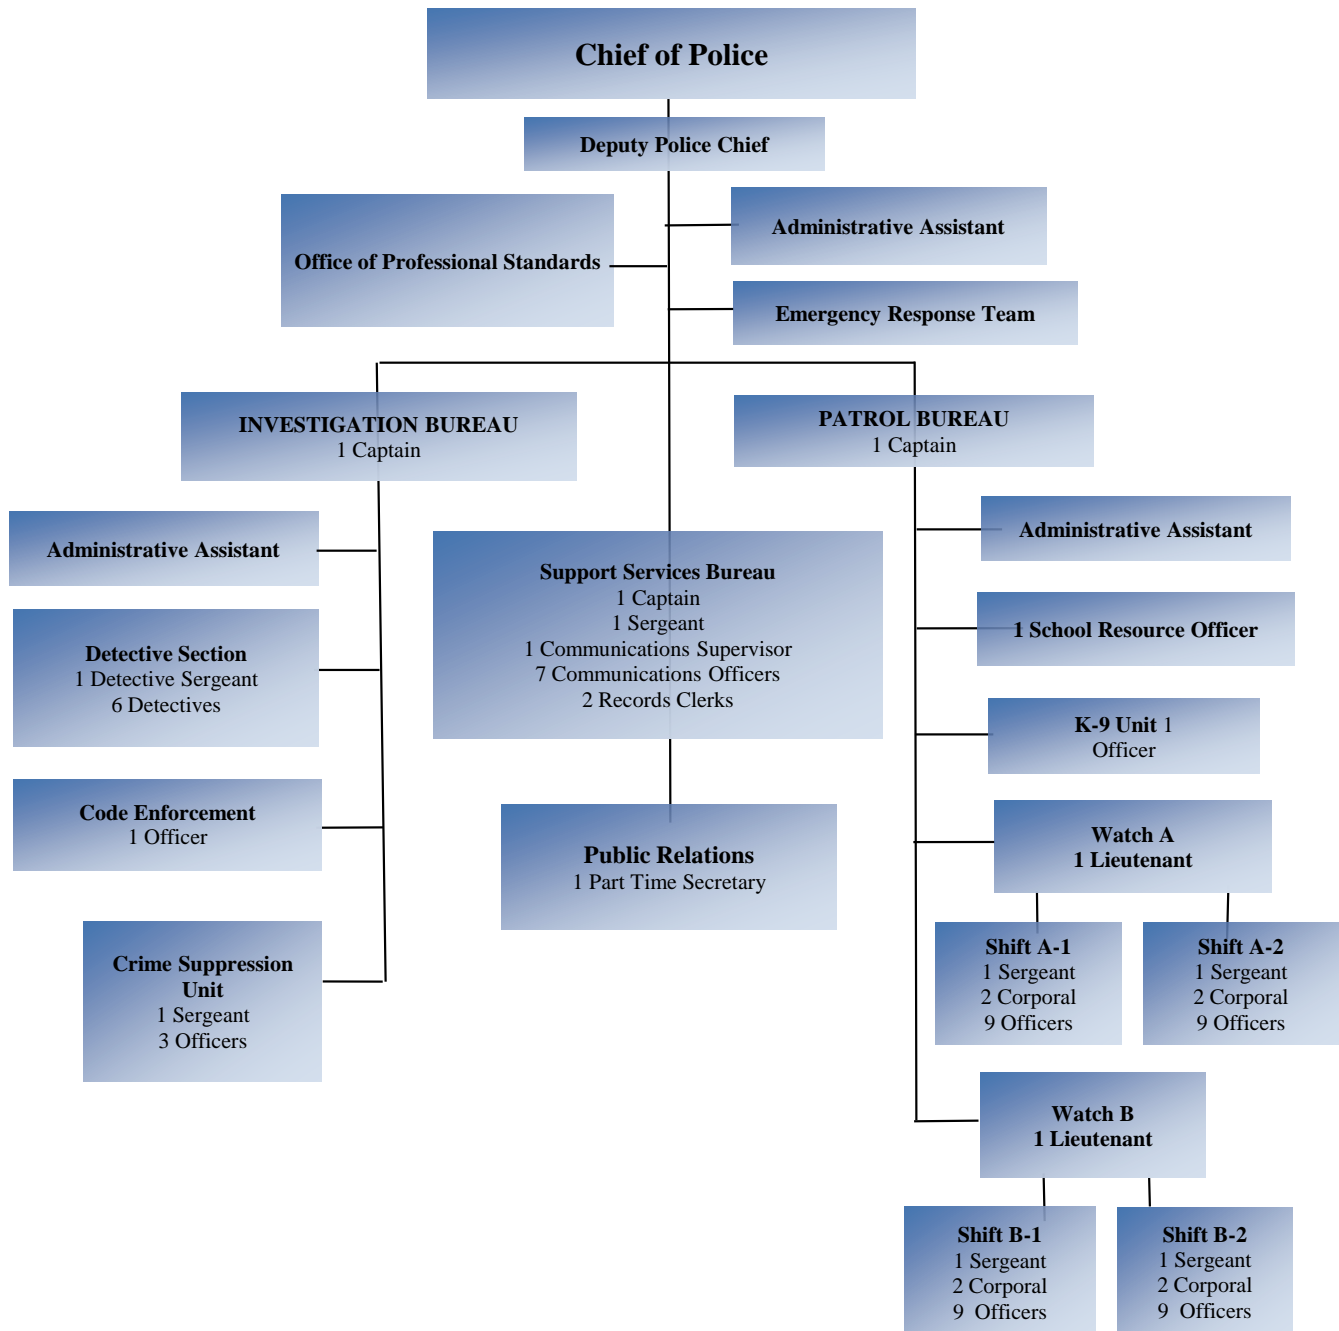 Chief of Police
Deputy Police Chief
Administrative Assistant
Office of Professional Standards
Emergency Response Team
INVESTIGATION BUREAU
1 Captain
PATROL BUREAU
1 Captain
Administrative Assistant
Detective Section
1 Detective Sergeant
6 Detectives
Code Enforcement
1 Officer
Crime Suppression
Unit
1 Sergeant
3 Officers
Support Services Bureau
1 Captain
1 Sergeant
1 Communications Supervisor
7 Communications Officers
2 Records Clerks
Public Relations
1 Part Time Secretary
Administrative Assistant
1 School Resource Officer
K-9 Unit 1
Officer
Watch A
1 Lieutenant
Shift A-1
1 Sergeant
2 Corporal
9 Officers
Shift A-2
1 Sergeant
2 Corporal
9 Officers
Watch B
1 Lieutenant
Shift B-1
1 Sergeant
2 Corporal
9 Officers
Shift B-2
1 Sergeant
2 Corporal
9 Officers